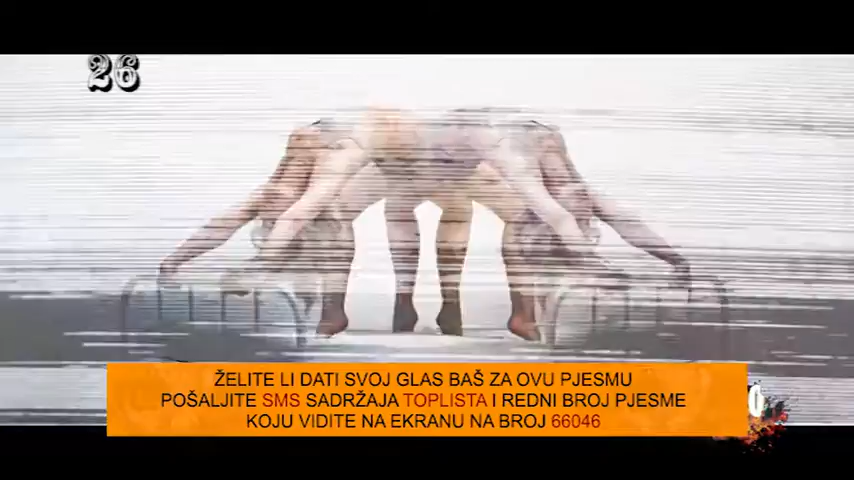 26
ŽELITE LI DATI SVOJ GLAS BAŠ ZA OVU PJESMU
POŠALJITE SMS SADRŽAJA TOPLISTA I REDNI BROJ PJESME
KOJU VIDITE NA EKRANU NA BROJ 66046